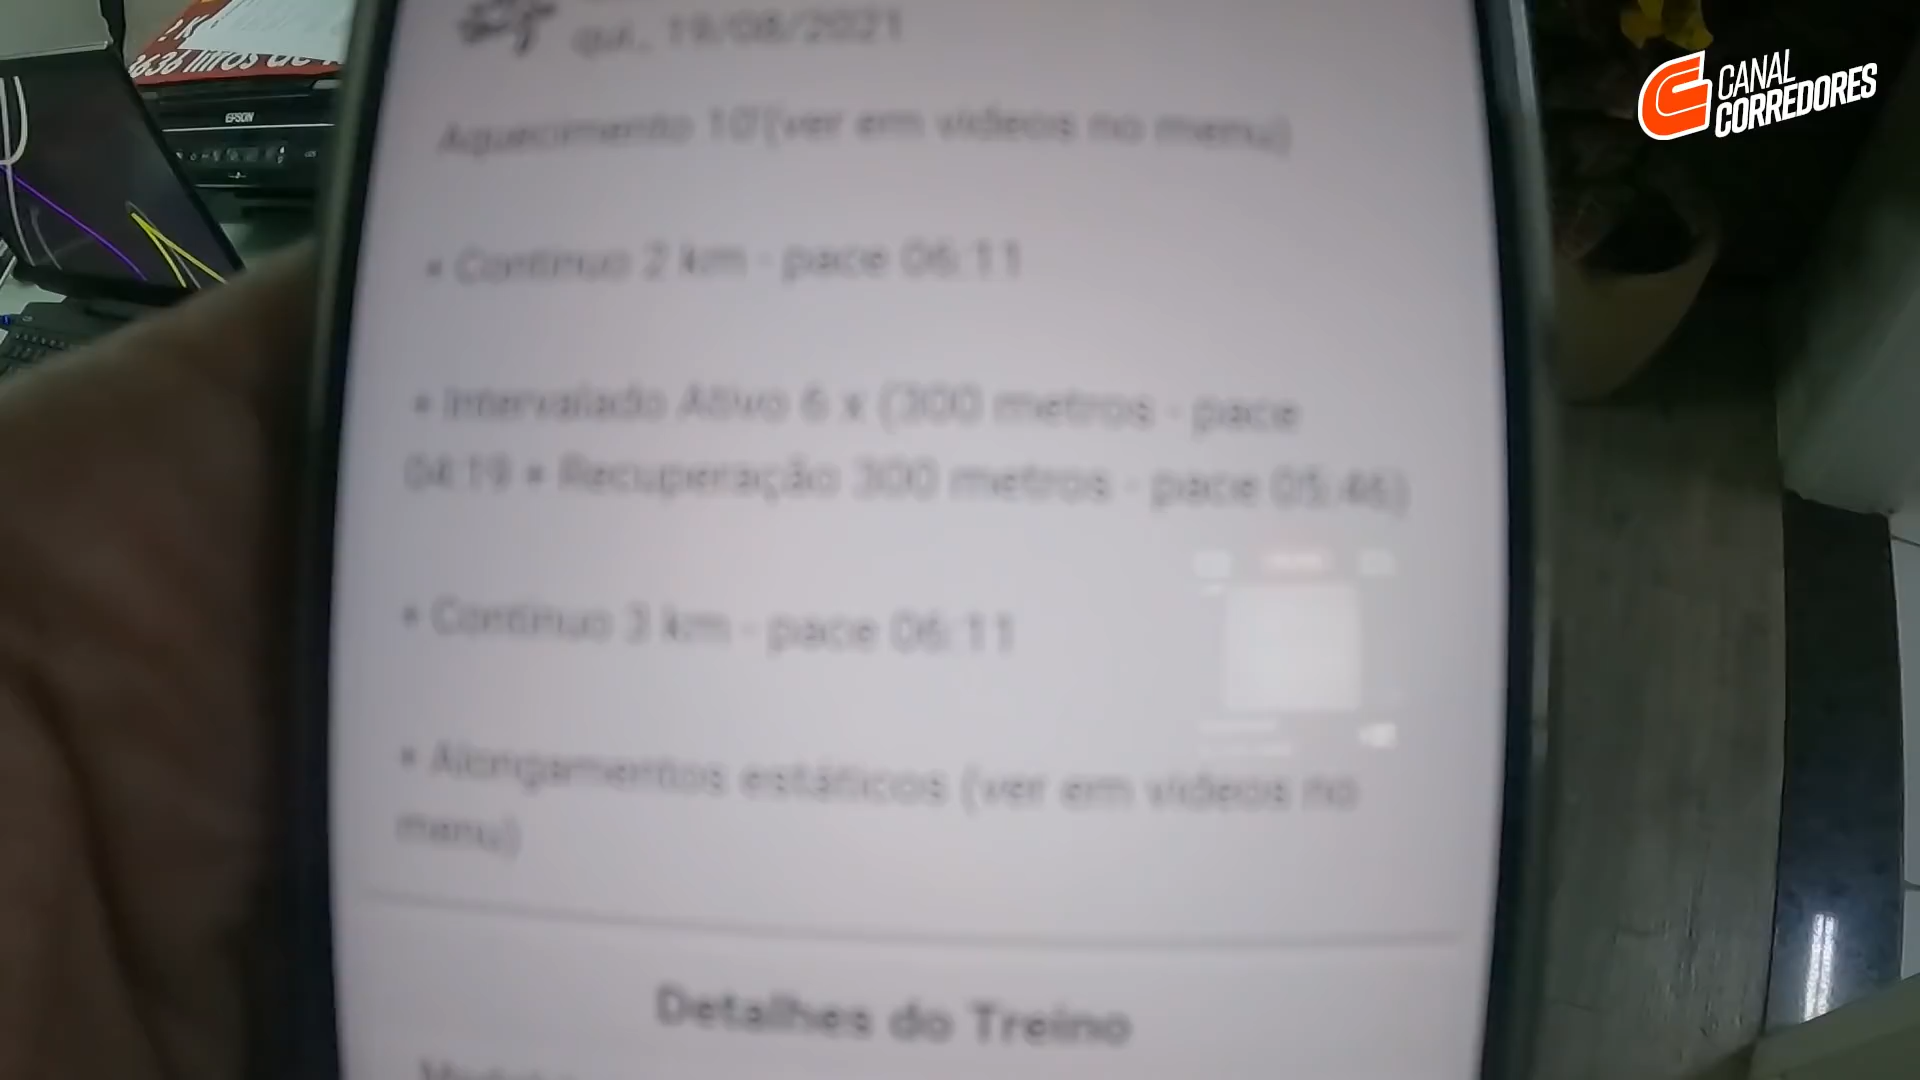 qui., 19/08/2021
CANAL
CORREDORES
EPSON
Aquecimento 10'(ver em vídeos no menu)
• Contínuo 2 km - pace 06:11
• Intervalado Ativo 6 x (300 metros - pace
04:19 • Recuperação 300 metros - pace 05:46)
• Contínuo 3 km - pace 06:11
• Alongamentos estáticos (ver em vídeos no
menu)
Detalhes do Treino